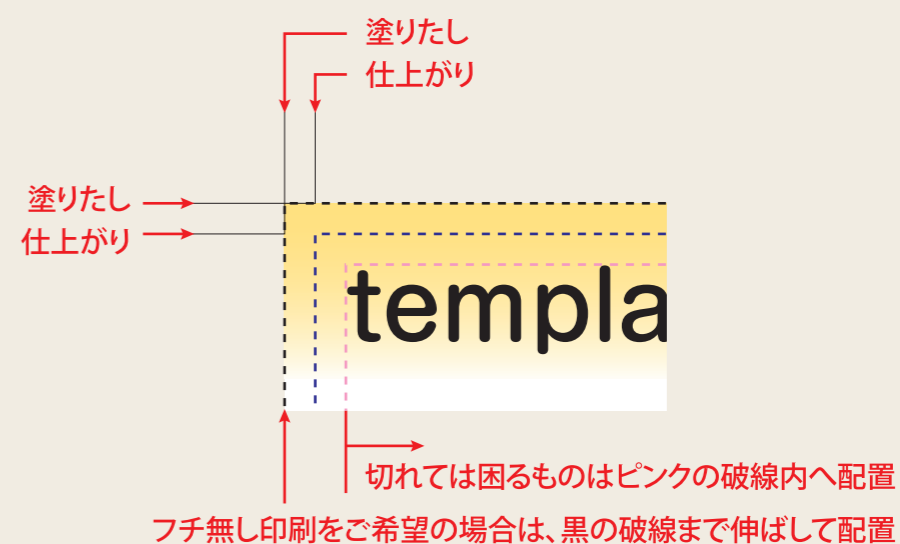 塗りたし
仕上がり
塗りたし
仕上がり
templa
切れては困るものはピンクの破線内へ配置
フチ無し印刷をご希望の場合は、黒の破線まで伸ばして配置